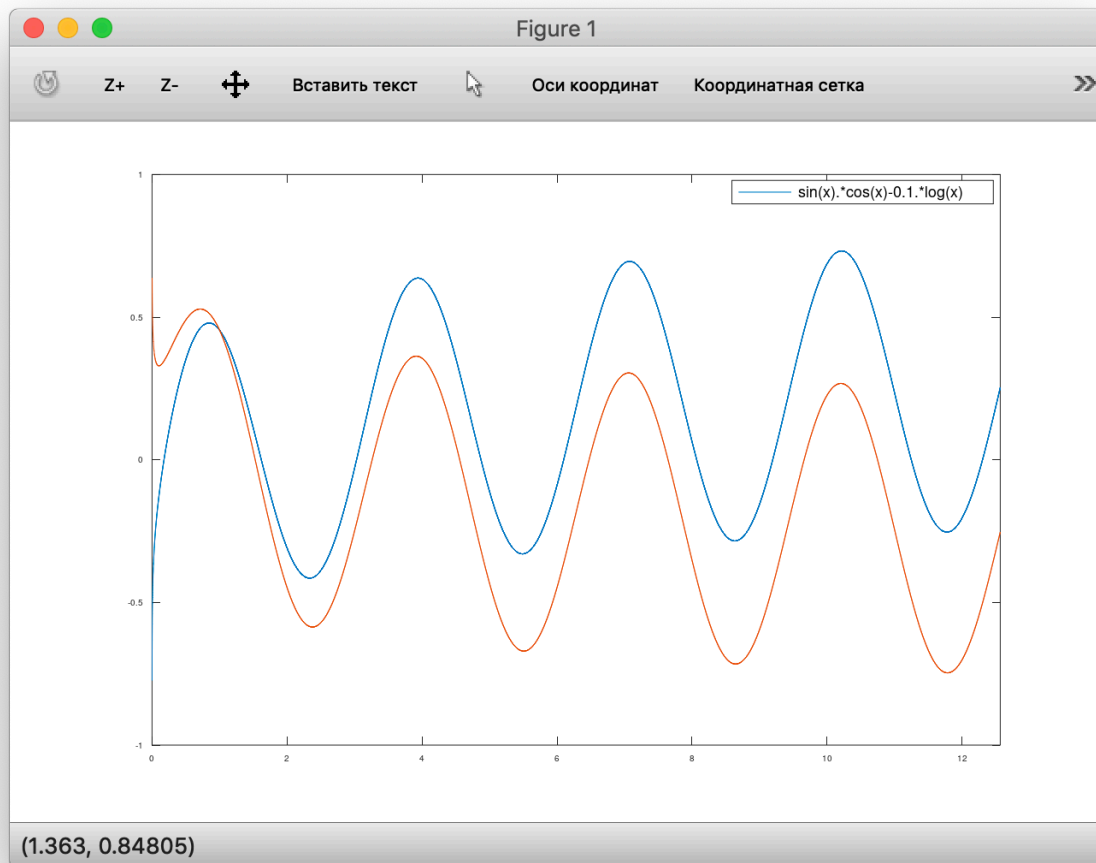 Figure 1
Z+ Z- Вставить текст Оси координат Координатная сетка
sin(x).*cos(x)-0.1.*log(x)
1
0.5
0
-0.5
-1
0 2 4 6 8 10 12
(1.363, 0.84805)